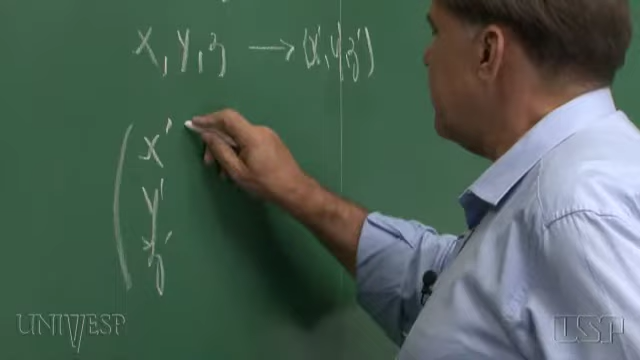 x, y, z → (x', y', z')
( x'
y'
z'
UNIVESP
USP